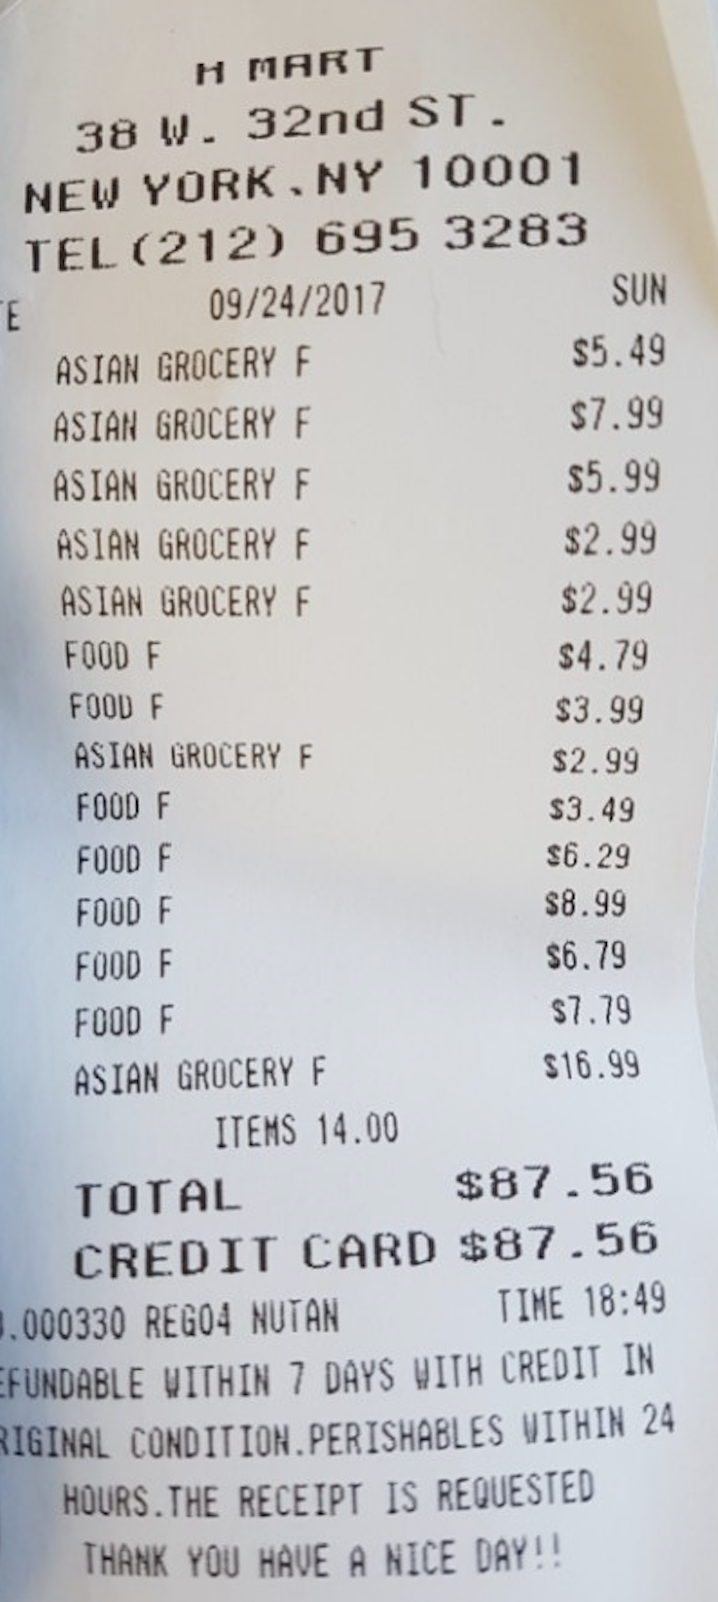 H MART
38 W. 32nd ST.
NEW YORK.NY 10001
TEL(212) 695 3283
TE 09/24/2017 SUN
ASIAN GROCERY F $5.49
ASIAN GROCERY F $7.99
ASIAN GROCERY F $5.99
ASIAN GROCERY F $2.99
ASIAN GROCERY F $2.99
FOOD F $4.79
FOOD F $3.99
ASIAN GROCERY F $2.99
FOOD F $3.49
FOOD F $6.29
FOOD F $8.99
FOOD F $6.79
FOOD F $7.79
ASIAN GROCERY F $16.99
ITEMS 14.00
TOTAL $87.56
CREDIT CARD $87.56
.000330 REG04 NUTAN TIME 18:49
EFUNDABLE WITHIN 7 DAYS WITH CREDIT IN
RIGINAL CONDITION.PERISHABLES WITHIN 24
HOURS.THE RECEIPT IS REQUESTED
THANK YOU HAVE A NICE DAY!!